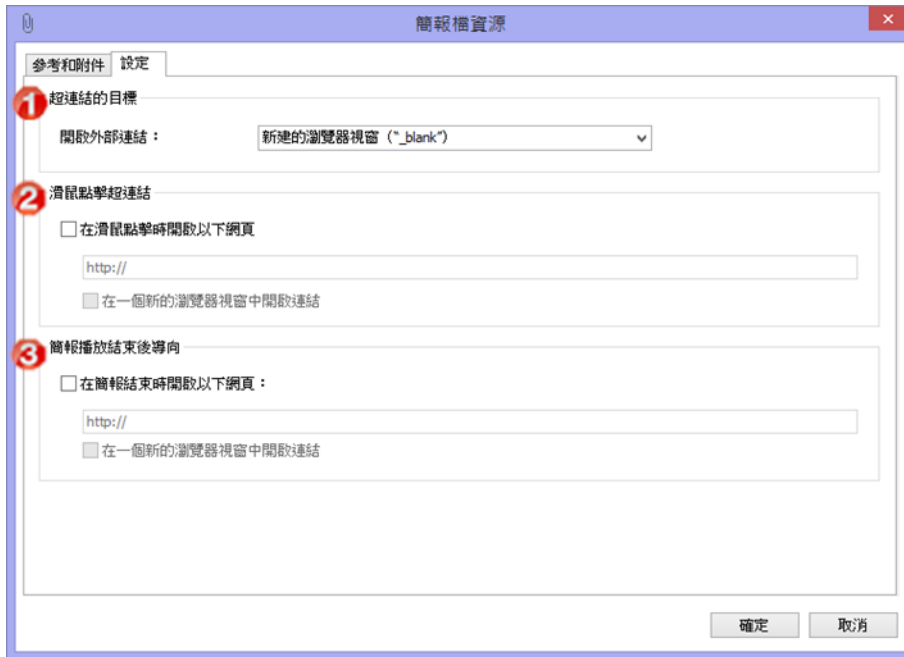 簡報檔資源
參考和附件 設定
1 超連結的目標
開啟外部連結： 新建的瀏覽器視窗 ("_blank")
2 滑鼠點擊超連結
在滑鼠點擊時開啟以下網頁
http://
在一個新的瀏覽器視窗中開啟連結
3 簡報播放結束後導向
在簡報結束時開啟以下網頁：
http://
在一個新的瀏覽器視窗中開啟連結
確定 取消